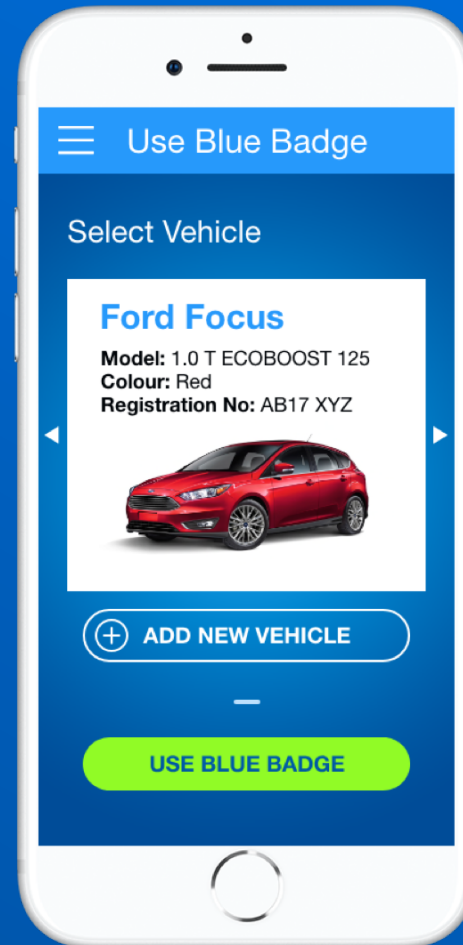 Use Blue Badge
Select Vehicle
Ford Focus
Model: 1.0 T ECOBOOST 125
Colour: Red
Registration No: AB17 XYZ
ADD NEW VEHICLE
USE BLUE BADGE